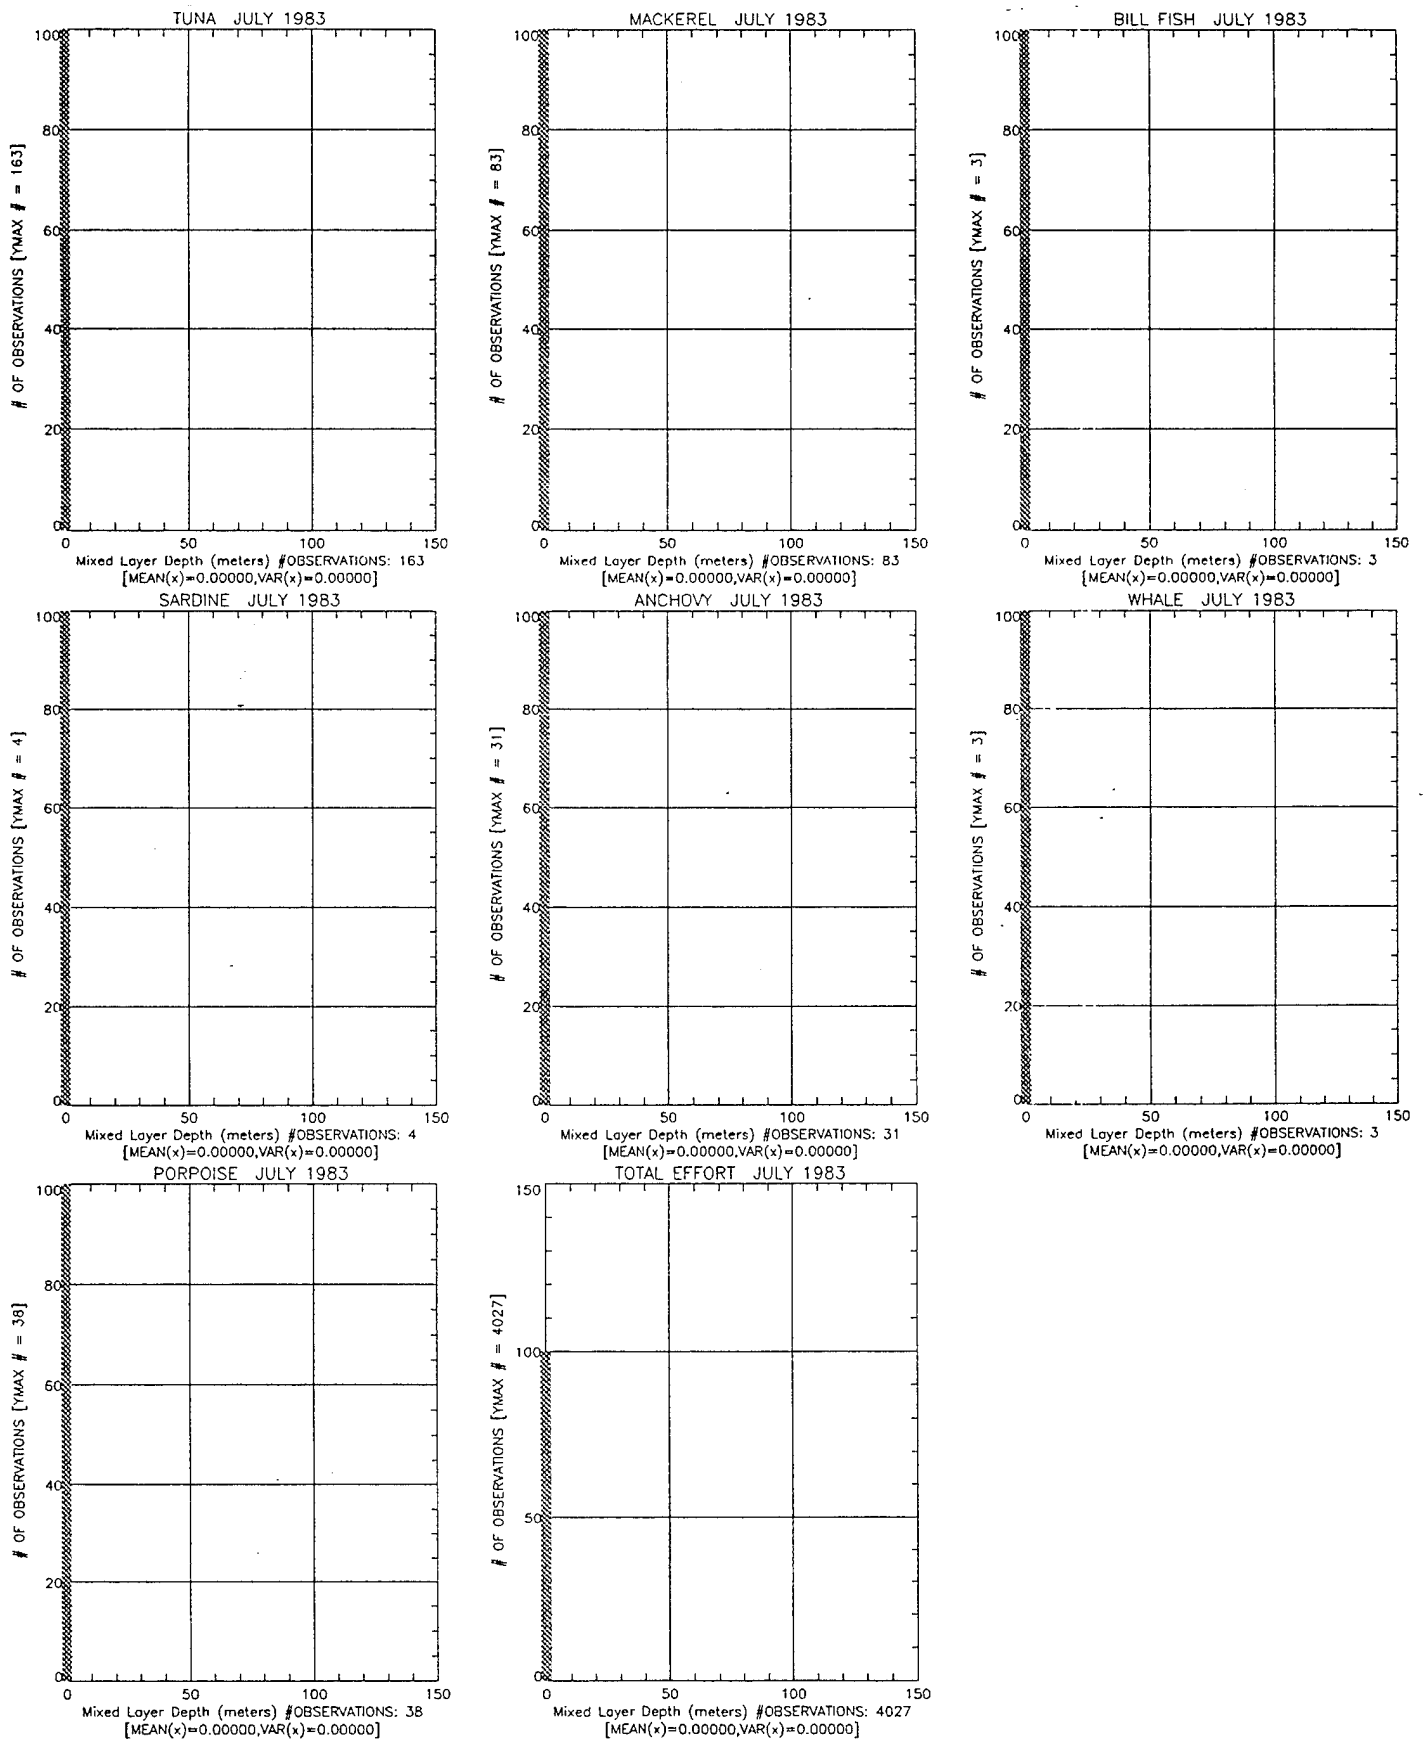 TUNA JULY 1983
# OF OBSERVATIONS [YMAX # = 163]
100
80
60
40
20
0
0 50 100 150
Mixed Layer Depth (meters) #OBSERVATIONS: 163
[MEAN(x)=0.00000,VAR(x)=0.00000]
MACKEREL JULY 1983
# OF OBSERVATIONS [YMAX # = 83]
100
80
60
40
20
0
0 50 100 150
Mixed Layer Depth (meters) #OBSERVATIONS: 83
[MEAN(x)=0.00000,VAR(x)=0.00000]
BILL FISH JULY 1983
# OF OBSERVATIONS [YMAX # = 3]
100
80
60
40
20
0
0 50 100 150
Mixed Layer Depth (meters) #OBSERVATIONS: 3
[MEAN(x)=0.00000,VAR(x)=0.00000]
SARDINE JULY 1983
# OF OBSERVATIONS [YMAX # = 4]
100
80
60
40
20
0
0 50 100 150
Mixed Layer Depth (meters) #OBSERVATIONS: 4
[MEAN(x)=0.00000,VAR(x)=0.00000]
ANCHOVY JULY 1983
# OF OBSERVATIONS [YMAX # = 31]
100
80
60
40
20
0
0 50 100 150
Mixed Layer Depth (meters) #OBSERVATIONS: 31
[MEAN(x)=0.00000,VAR(x)=0.00000]
WHALE JULY 1983
# OF OBSERVATIONS [YMAX # = 3]
100
80
60
40
20
0
0 50 100 150
Mixed Layer Depth (meters) #OBSERVATIONS: 3
[MEAN(x)=0.00000,VAR(x)=0.00000]
PORPOISE JULY 1983
# OF OBSERVATIONS [YMAX # = 38]
100
80
60
40
20
0
0 50 100 150
Mixed Layer Depth (meters) #OBSERVATIONS: 38
[MEAN(x)=0.00000,VAR(x)=0.00000]
TOTAL EFFORT JULY 1983
# OF OBSERVATIONS [YMAX # = 4027]
150
100
50
0
0 50 100 150
Mixed Layer Depth (meters) #OBSERVATIONS: 4027
[MEAN(x)=0.00000,VAR(x)=0.00000]